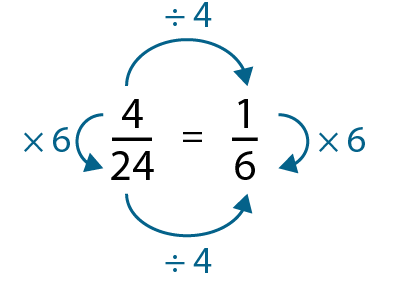 ÷ 4
4/24 = 1/6
× 6
× 6
÷ 4